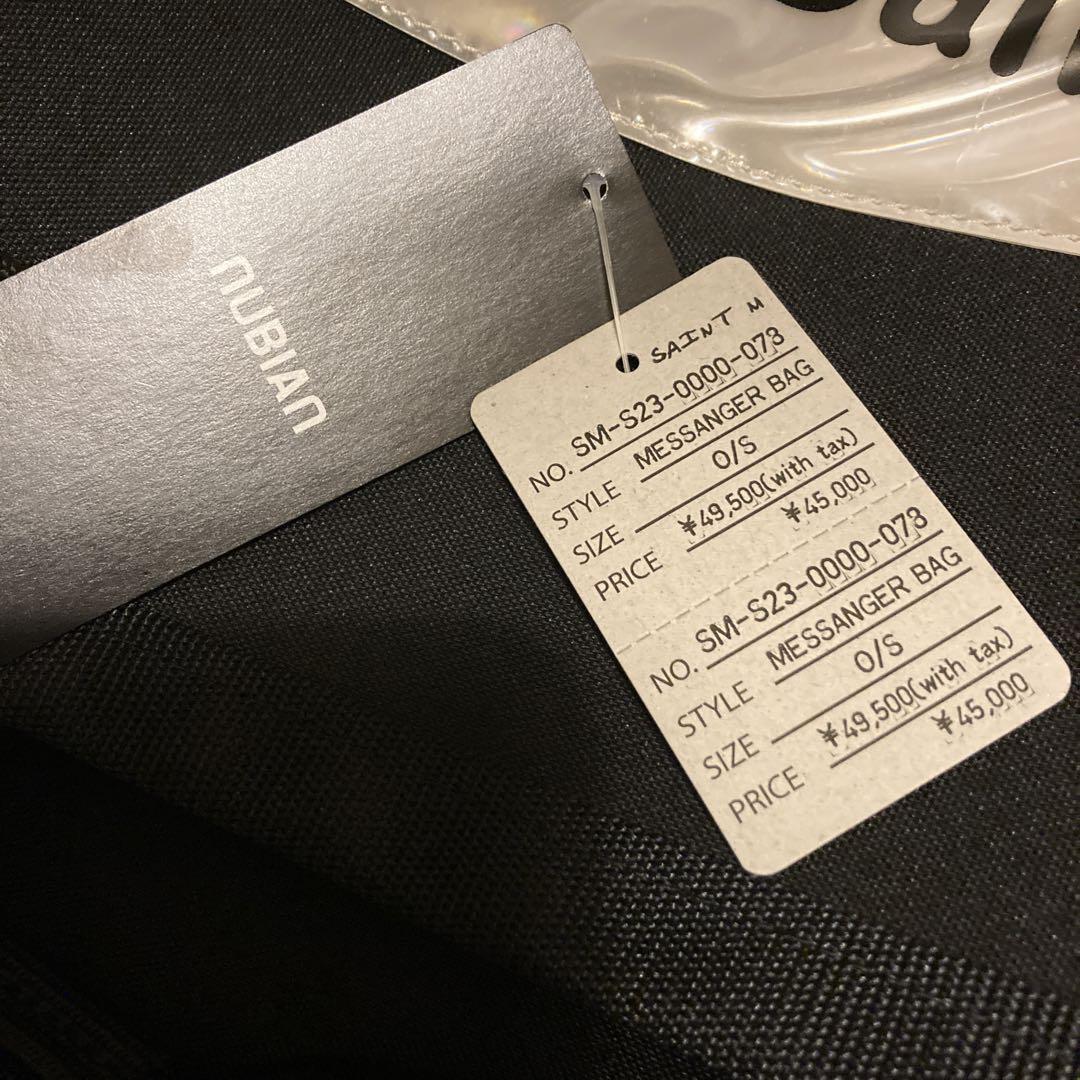 NUBIAN
SAINT M
NO. SM-S23-0000-073
STYLE MESSANGER BAG
SIZE O/S
PRICE ¥49,500(with tax)
¥45,000
NO. SM-S23-0000-073
STYLE MESSANGER BAG
SIZE O/S
PRICE ¥49,500(with tax)
¥45,000